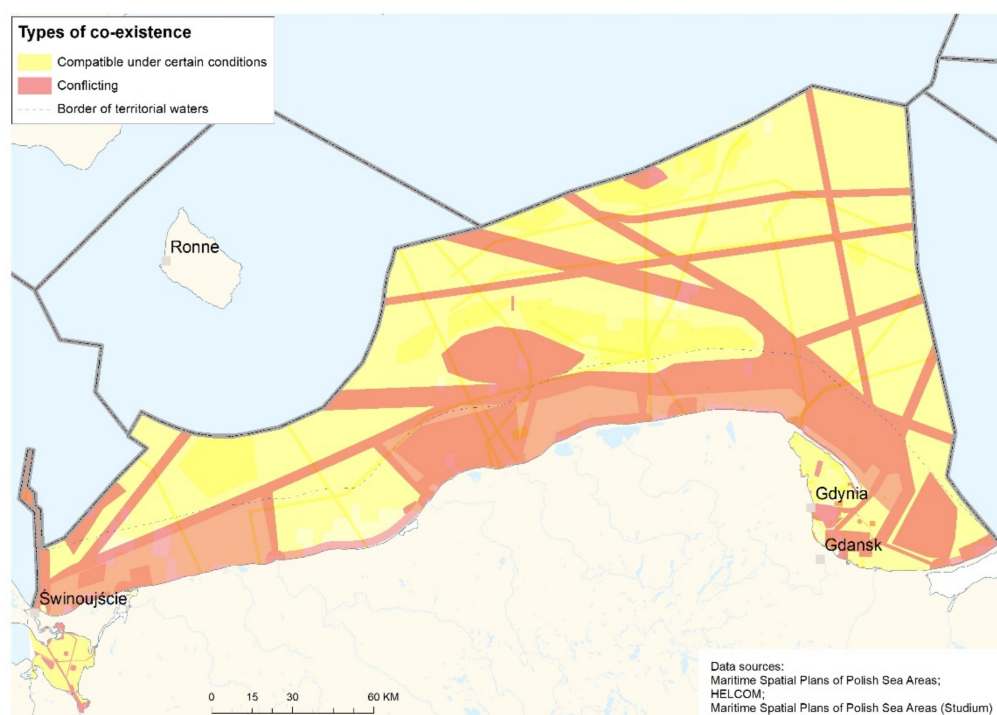 Types of co-existence
Compatible under certain conditions
Conflicting
Border of territorial waters
Ronne
Gdynia
Gdansk
Świnoujście
0 15 30 60 KM
Data sources:
Maritime Spatial Plans of Polish Sea Areas;
HELCOM;
Maritime Spatial Plans of Polish Sea Areas (Studium)